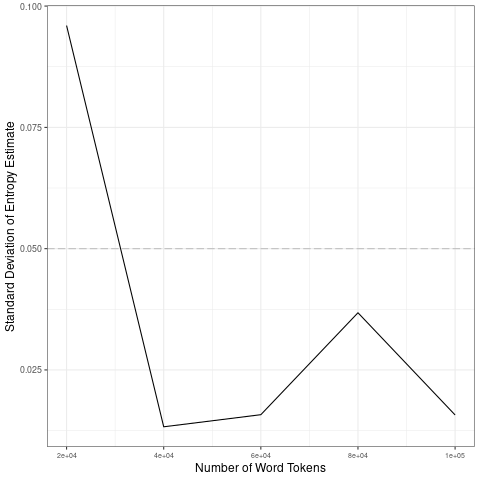 Standard Deviation of Entropy Estimate
0.100
0.075
0.050
0.025
2e+04 4e+04 6e+04 8e+04 1e+05
Number of Word Tokens